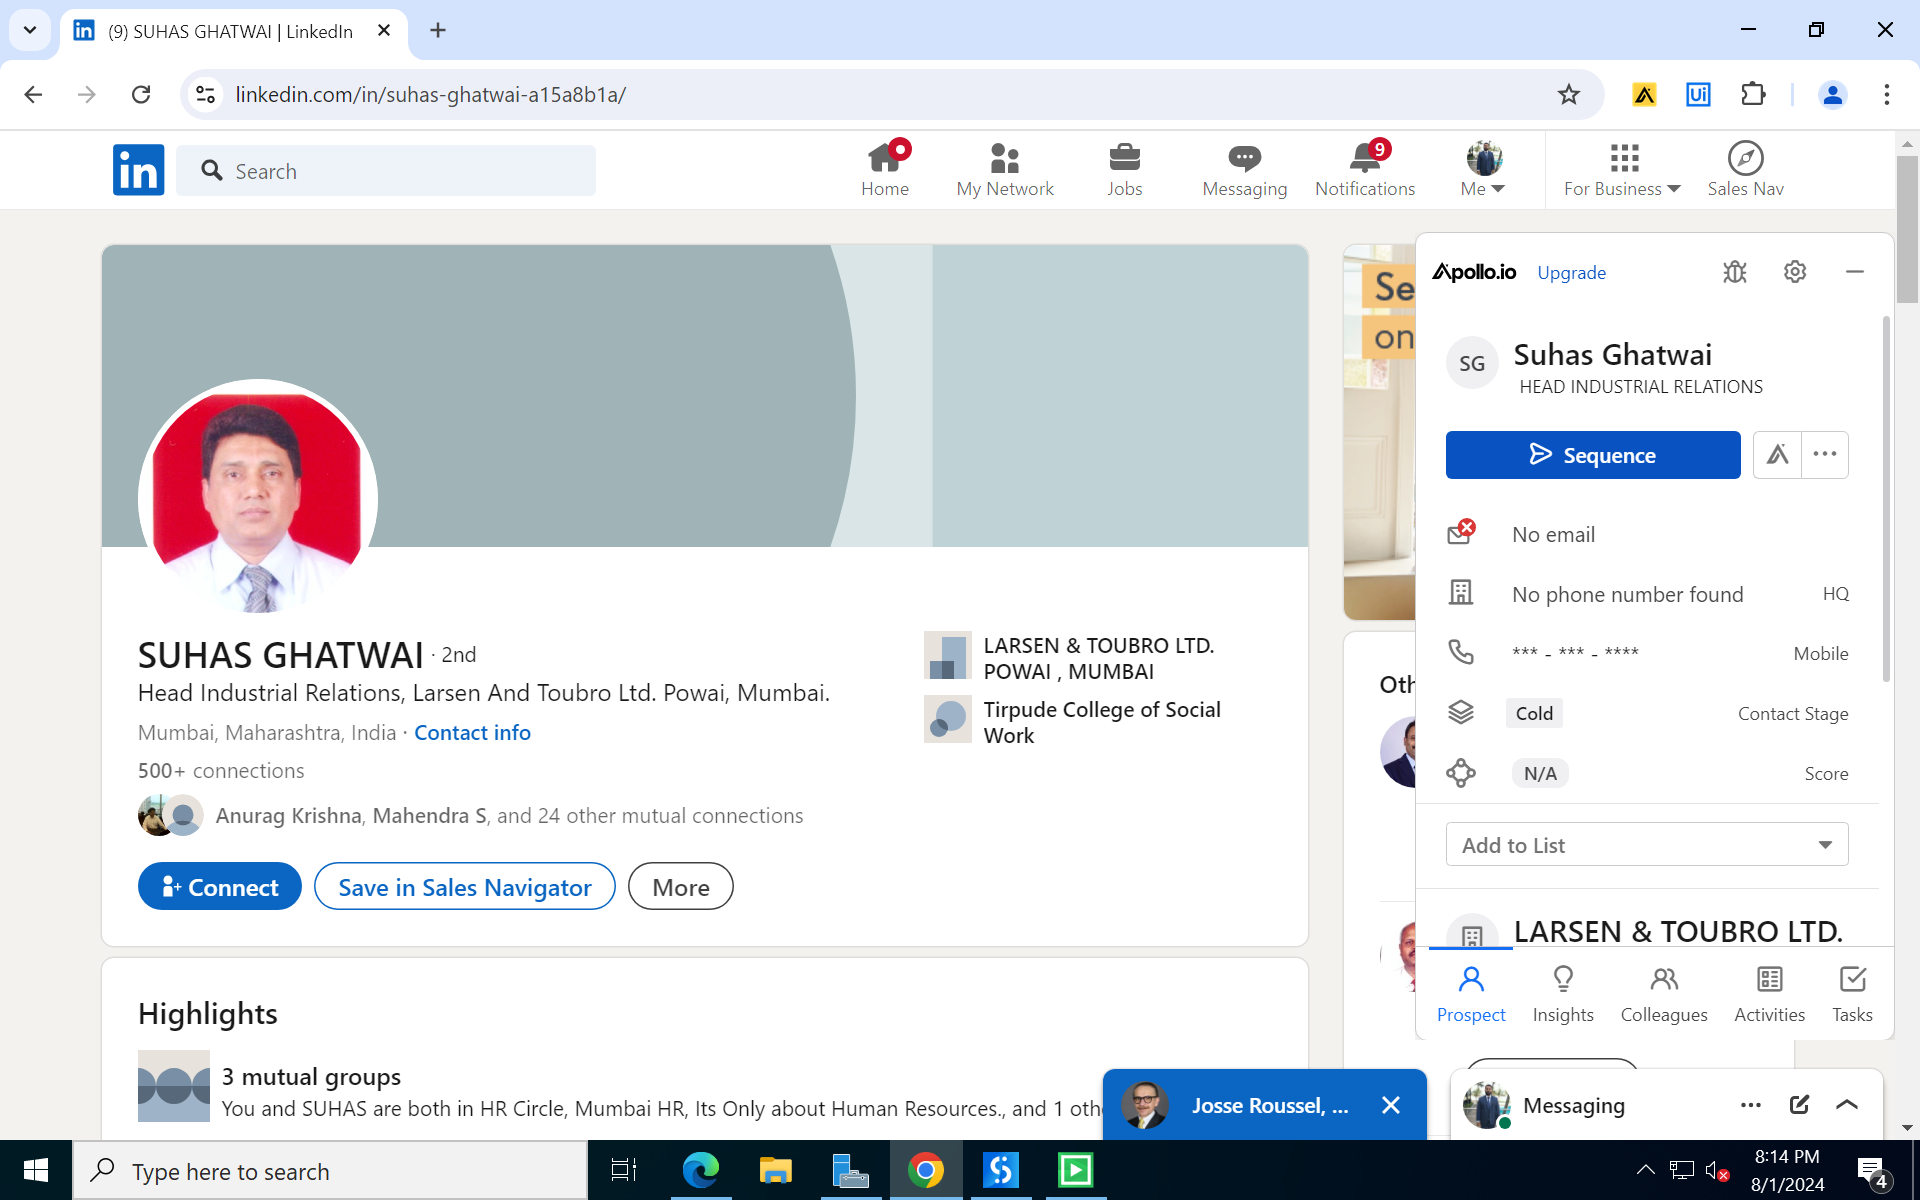 (9) SUHAS GHATWAI | LinkedIn
linkedin.com/in/suhas-ghatwai-a15a8b1a/
Ui
in
Search
Home
My Network
Jobs
Messaging
9
Notifications
Me
For Business
Sales Nav
Se
on
Apollo.io
Upgrade
SG
Suhas Ghatwai
HEAD INDUSTRIAL RELATIONS
Sequence
No email
No phone number found
HQ
*** - *** - ****
Mobile
Cold
Contact Stage
N/A
Score
Add to List
LARSEN & TOUBRO LTD.
Prospect
Insights
Colleagues
Activities
Tasks
SUHAS GHATWAI · 2nd
Head Industrial Relations, Larsen And Toubro Ltd. Powai, Mumbai.
Mumbai, Maharashtra, India · Contact info
500+ connections
Anurag Krishna, Mahendra S, and 24 other mutual connections
Connect
Save in Sales Navigator
More
LARSEN & TOUBRO LTD.
POWAI , MUMBAI
Tirpude College of Social
Work
Highlights
3 mutual groups
You and SUHAS are both in HR Circle, Mumbai HR, Its Only about Human Resources., and 1 oth
Josse Roussel, ...
Messaging
Type here to search
8:14 PM
8/1/2024
4